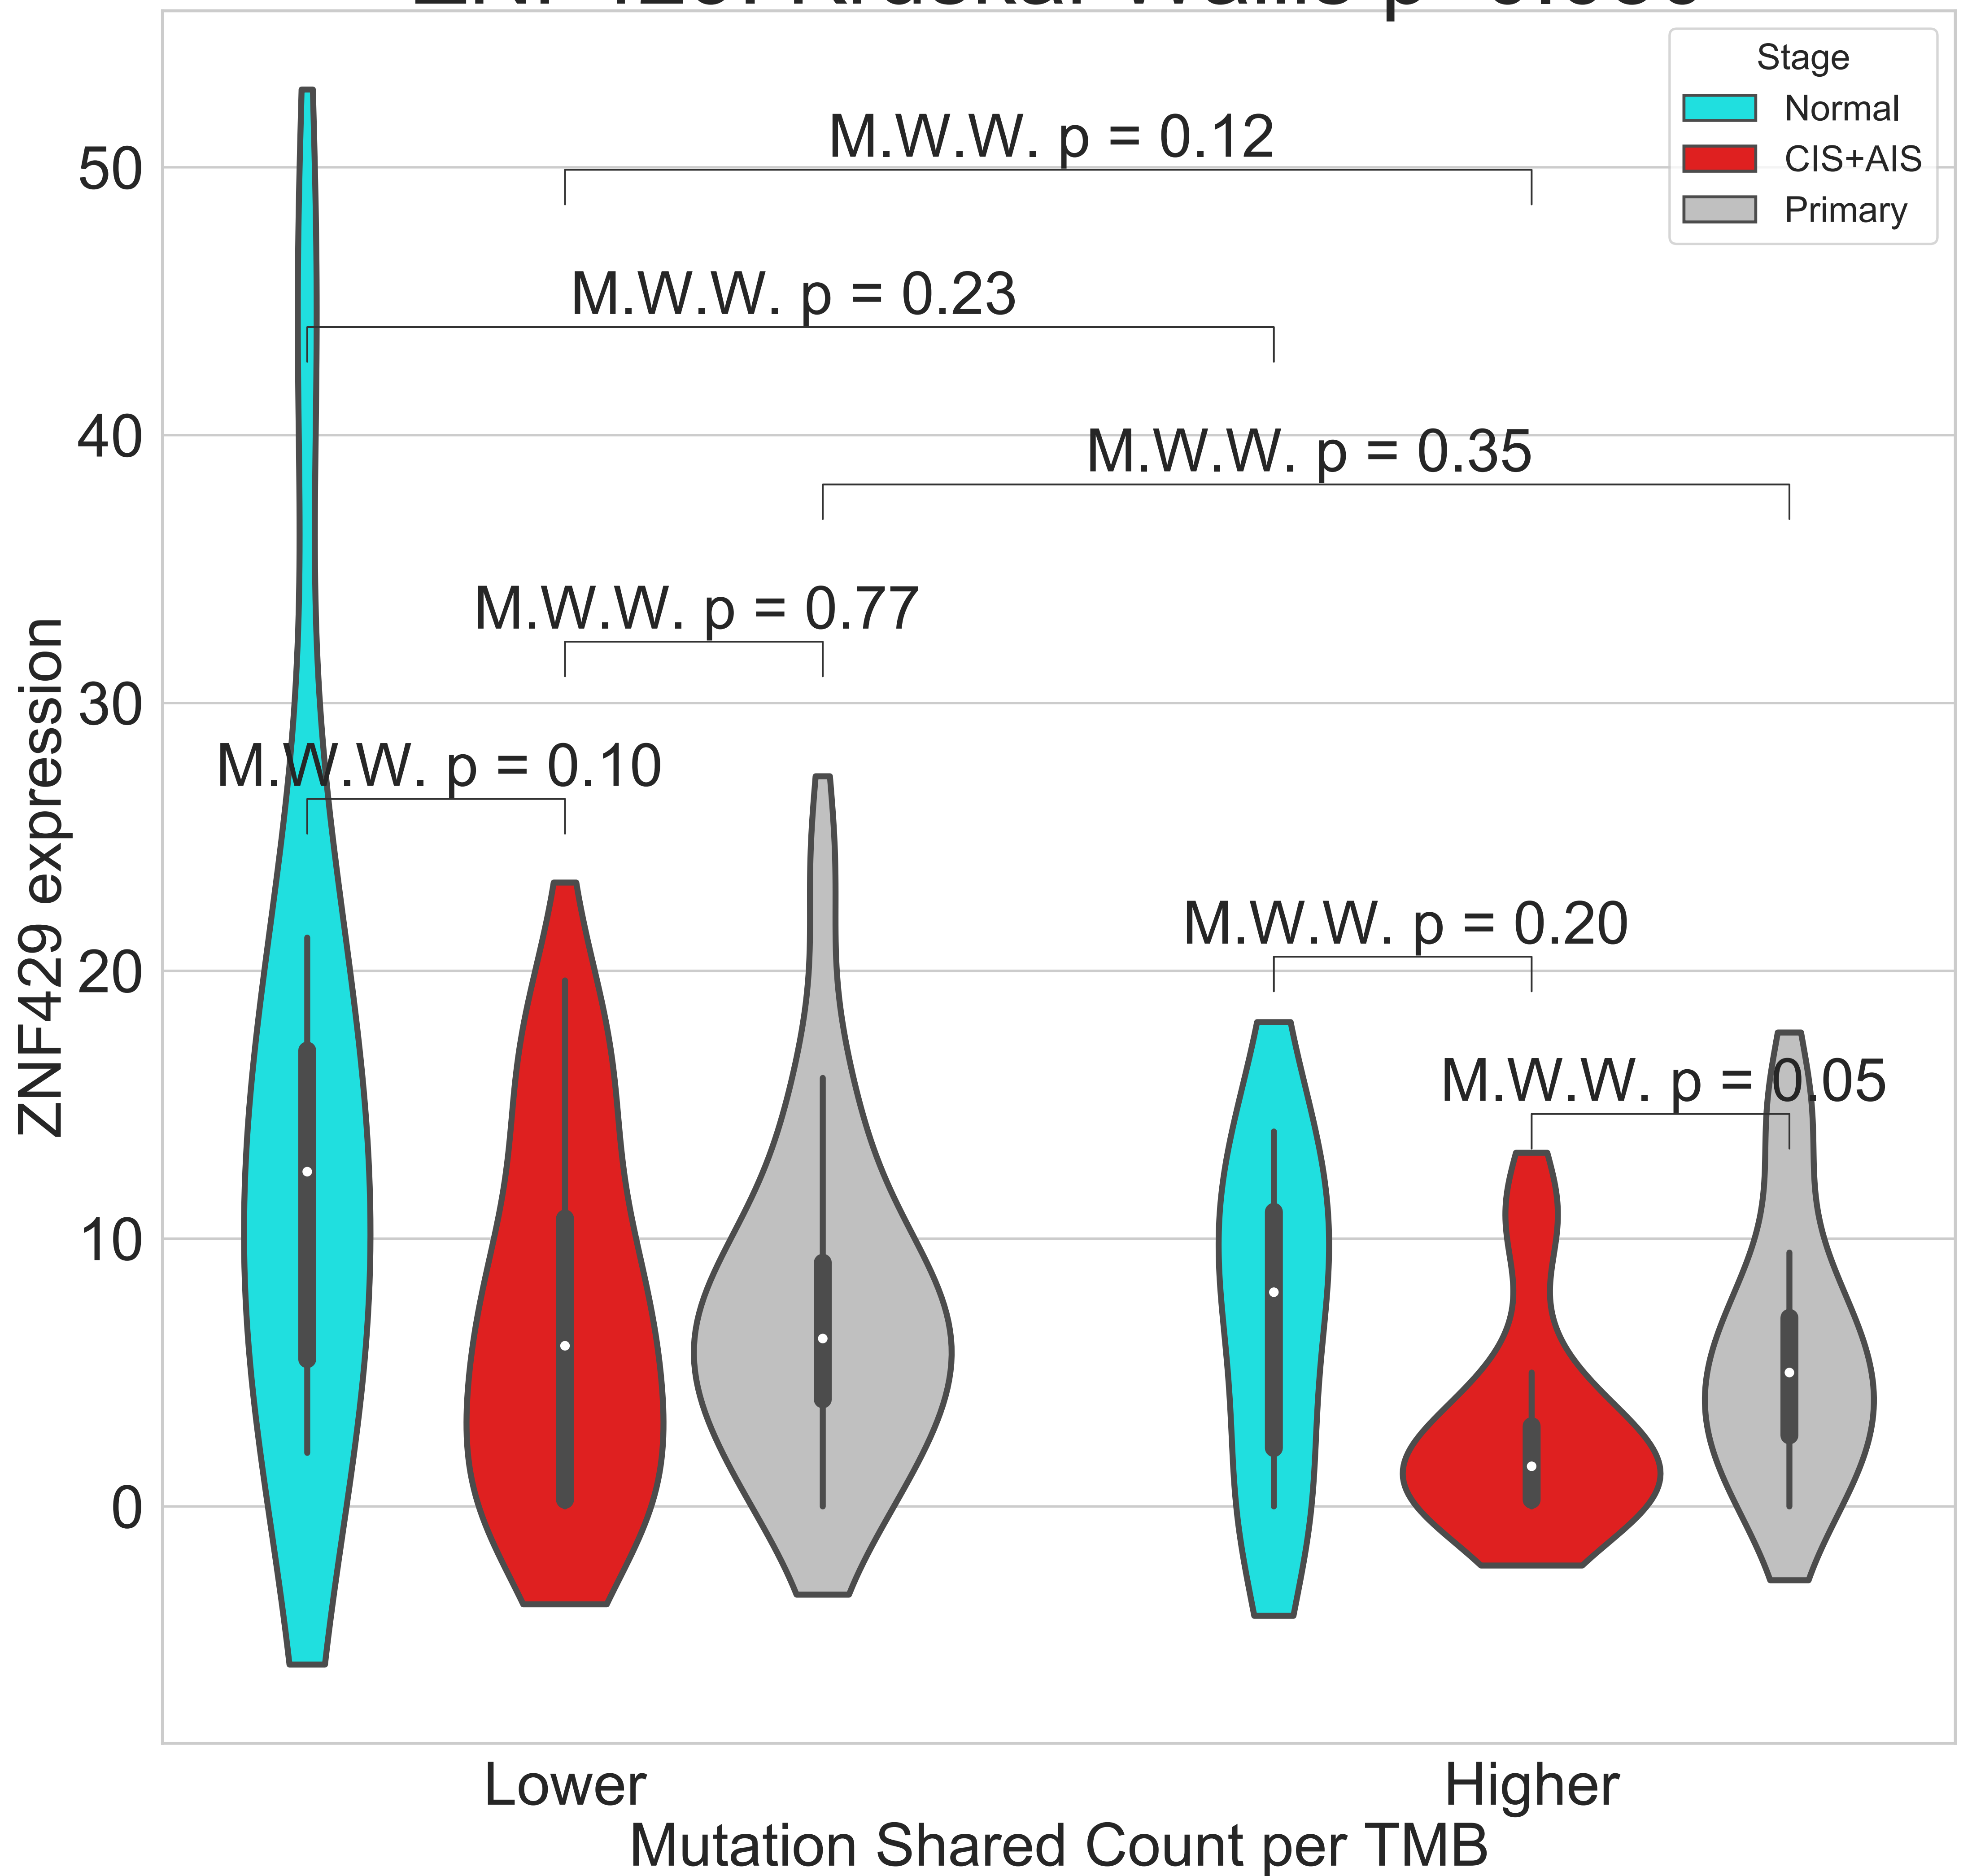 Stage
Normal
CIS+AIS
Primary
M.W.W. p = 0.12
M.W.W. p = 0.23
M.W.W. p = 0.35
M.W.W. p = 0.77
M.W.W. p = 0.10
M.W.W. p = 0.20
M.W.W. p = 0.05
50
40
30
20
10
0
ZNF429 expression
Lower
Higher
Mutation Shared Count per TMB